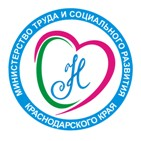 МИНИСТЕРСТВО ТРУДА И СОЦИАЛЬНОГО РАЗВИТИЯ
КРАСНОДАРСКОГО КРАЯ
Н